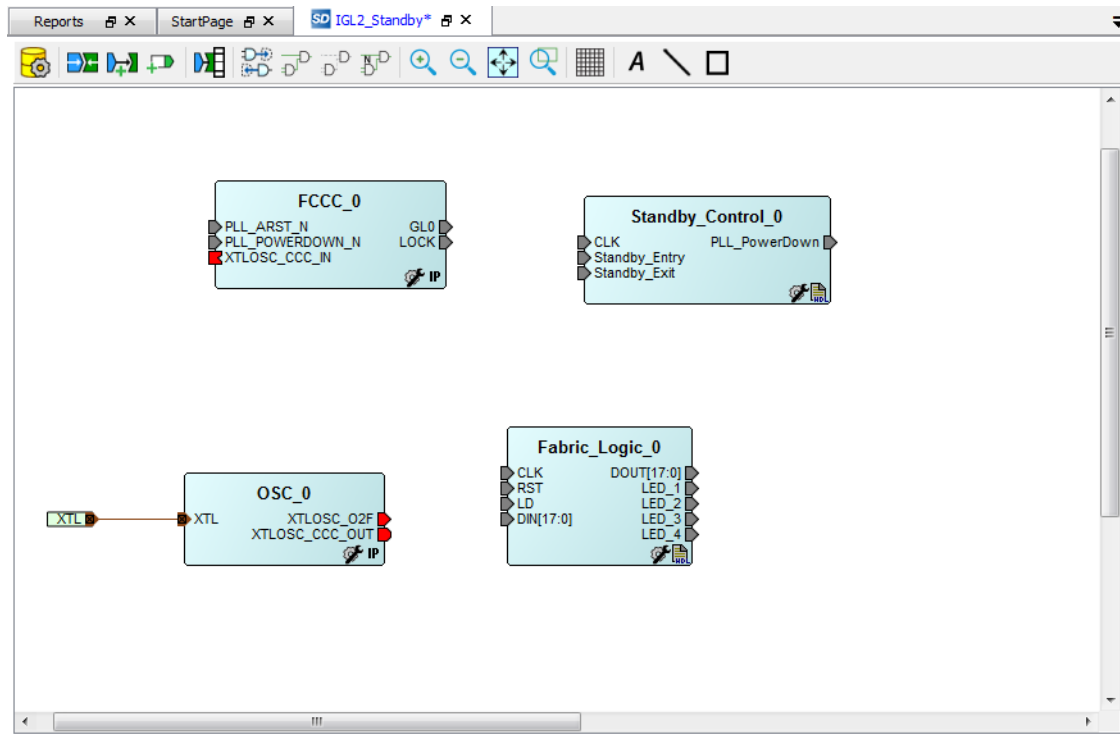 Reports StartPage SD IGL2_Standby*
A
FCCC_0
PLL_ARST_N GL0
PLL_POWERDOWN_N LOCK
XTLOSC_CCC_IN
IP
Standby_Control_0
CLK PLL_PowerDown
Standby_Entry
Standby_Exit
HDL
OSC_0
XTL XTL XTLOSC_O2F
XTLOSC_CCC_OUT
IP
Fabric_Logic_0
CLK DOUT[17:0]
RST LED_1
LD LED_2
DIN[17:0] LED_3
LED_4
HDL